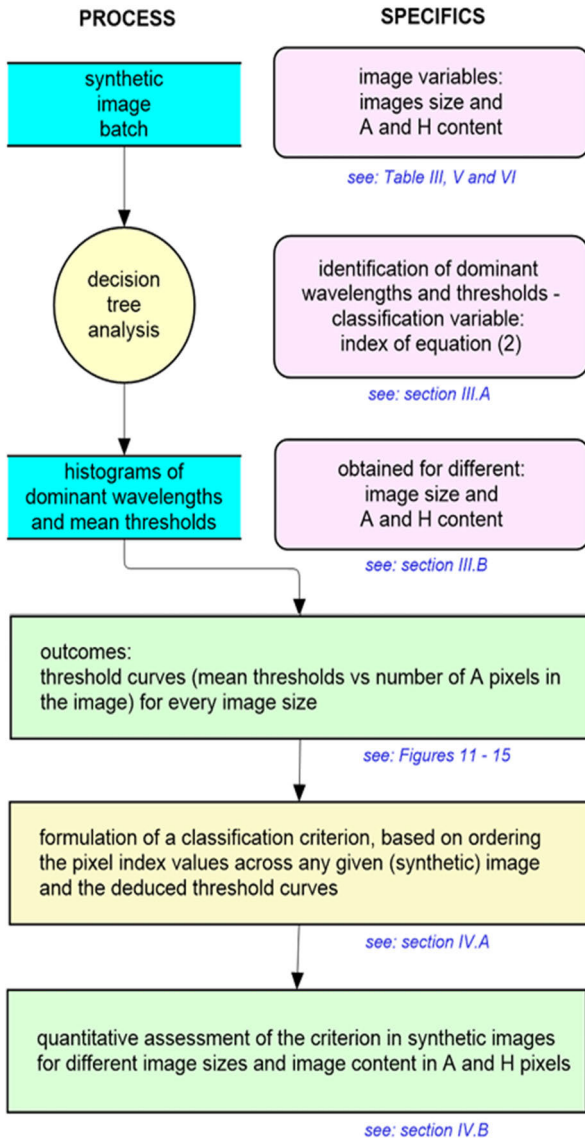 PROCESS
SPECIFICS
synthetic
image
batch
image variables:
images size and
A and H content
see: Table III, V and VI
decision
tree
analysis
identification of dominant
wavelengths and thresholds -
classification variable:
index of equation (2)
see: section III.A
histograms of
dominant wavelengths
and mean thresholds
obtained for different:
image size and
A and H content
see: section III.B
outcomes:
threshold curves (mean thresholds vs number of A pixels in
the image) for every image size
see: Figures 11 - 15
formulation of a classification criterion, based on ordering
the pixel index values across any given (synthetic) image
and the deduced threshold curves
see: section IV.A
quantitative assessment of the criterion in synthetic images
for different image sizes and image content in A and H pixels
see: section IV.B